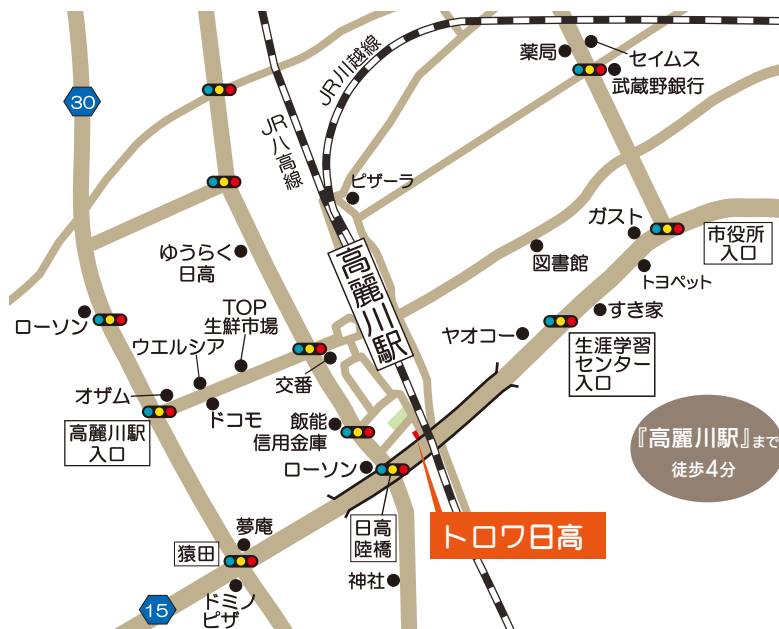 30
JR川越線
JR八高線
薬局
セイムス
武蔵野銀行
ピザーラ
ガスト
市役所
入口
図書館
トヨペット
ゆうらく
日高
高麗川駅
すき家
ローソン
TOP
生鮮市場
ウエルシア
ヤオコー
生涯学習
センター
入口
交番
オザム
ドコモ
高麗川駅
入口
飯能
信用金庫
『高麗川駅』まで
徒歩4分
ローソン
日高
陸橋
トロワ日高
夢庵
猿田
神社
15
ドミノ
ピザ